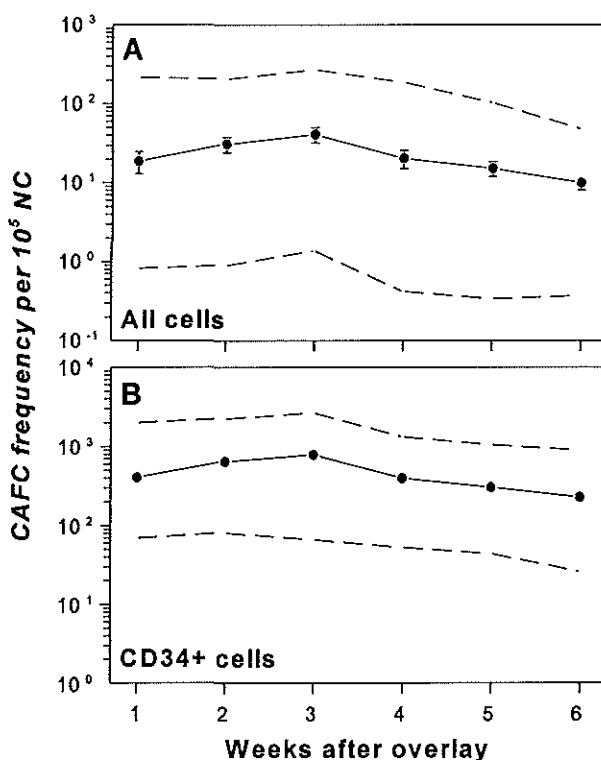 CAFC frequency per 10⁵ NC
A
10³
10²
10¹
10⁰
10⁻¹
All cells
B
10⁴
10³
10²
10¹
10⁰
CD34+ cells
1 2 3 4 5 6
Weeks after overlay